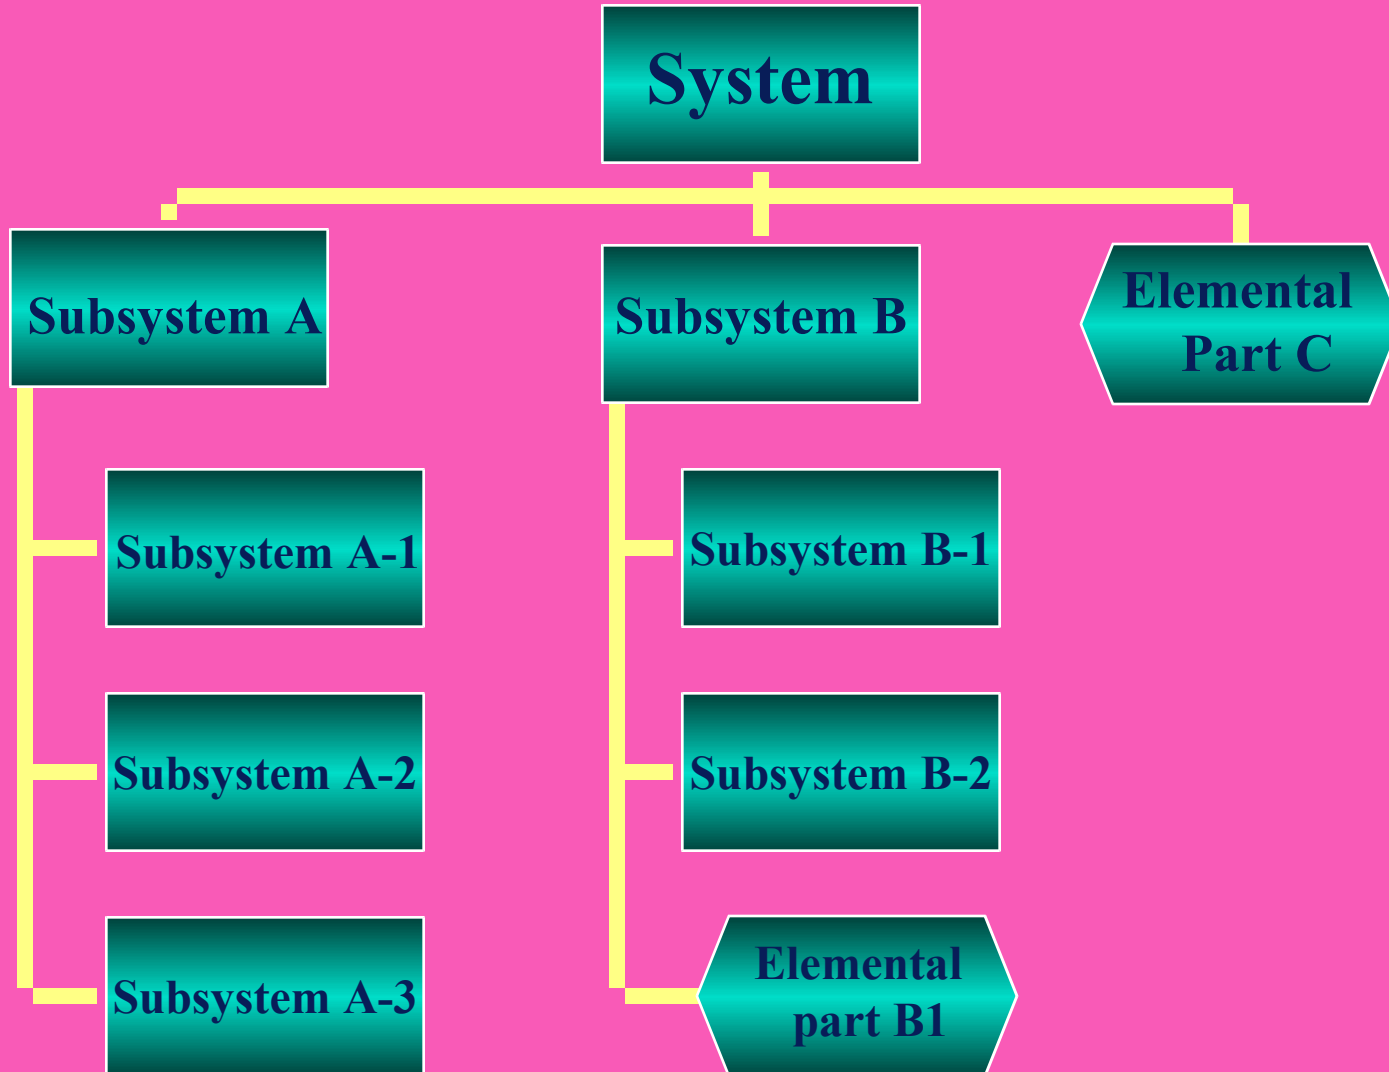 System
Subsystem A
Subsystem B
Elemental
Part C
Subsystem A-1
Subsystem B-1
Subsystem A-2
Subsystem B-2
Subsystem A-3
Elemental
part B1